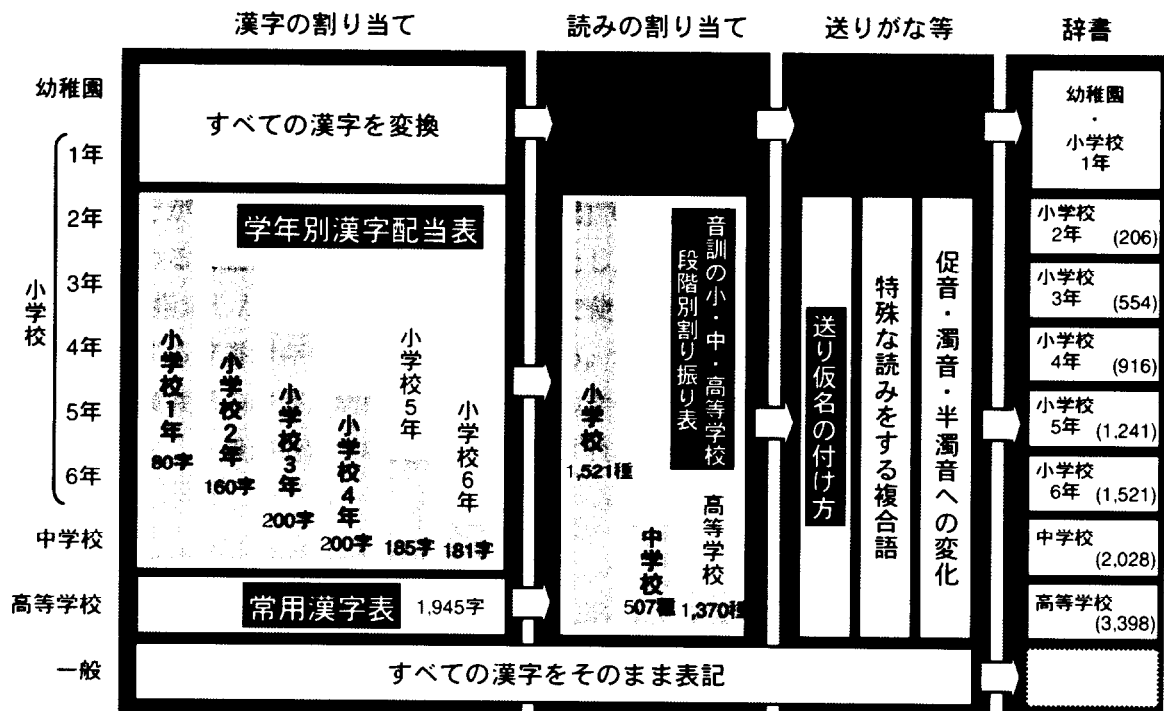 漢字の割り当て
読みの割り当て
送りがな等
辞書
幼稚園
小学校
1年
2年
3年
4年
5年
6年
中学校
高等学校
一般
すべての漢字を変換
学年別漢字配当表
小学校1年
80字
小学校2年
160字
小学校3年
200字
小学校4年
200字
小学校5年
185字
小学校6年
181字
常用漢字表 1,945字
音訓の小・中・高等学校
段階別割り振り表
小学校
1,521種
中学校
507種
高等学校
1,370種
送り仮名の付け方
特殊な読みをする複合語
促音・濁音・半濁音への変化
すべての漢字をそのまま表記
幼稚園
・
小学校
1年
小学校
2年 (206)
小学校
3年 (554)
小学校
4年 (916)
小学校
5年 (1,241)
小学校
6年 (1,521)
中学校
(2,028)
高等学校
(3,398)